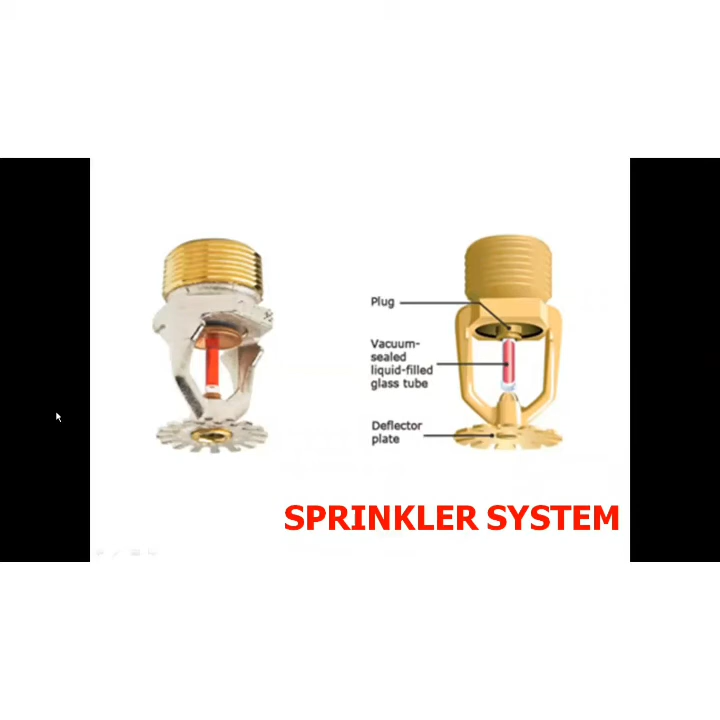 Plug
Vacuum-
sealed
liquid-filled
glass tube
Deflector
plate
SPRINKLER SYSTEM